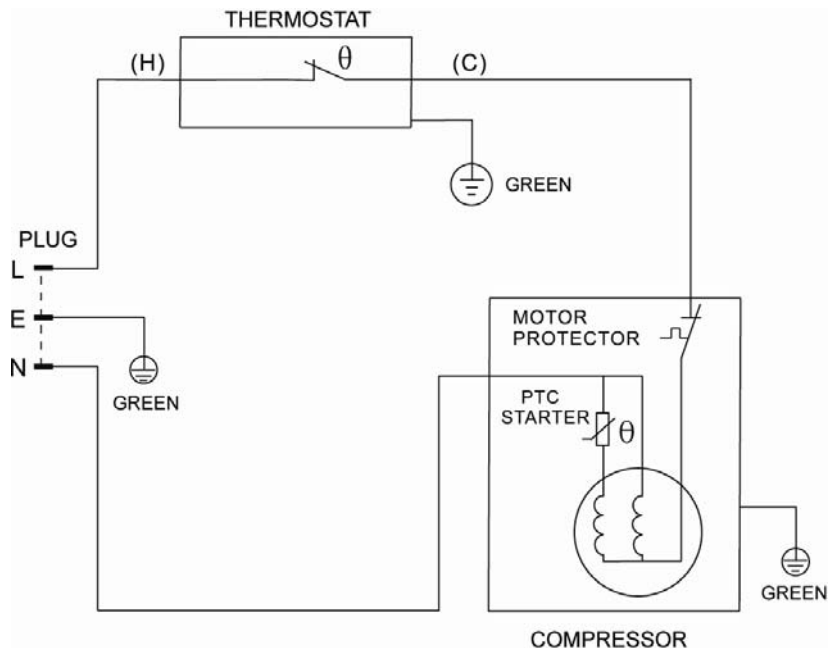 THERMOSTAT
(H)
θ
(C)
GREEN
PLUG
L
E
N
GREEN
MOTOR
PROTECTOR
PTC
STARTER
θ
GREEN
COMPRESSOR